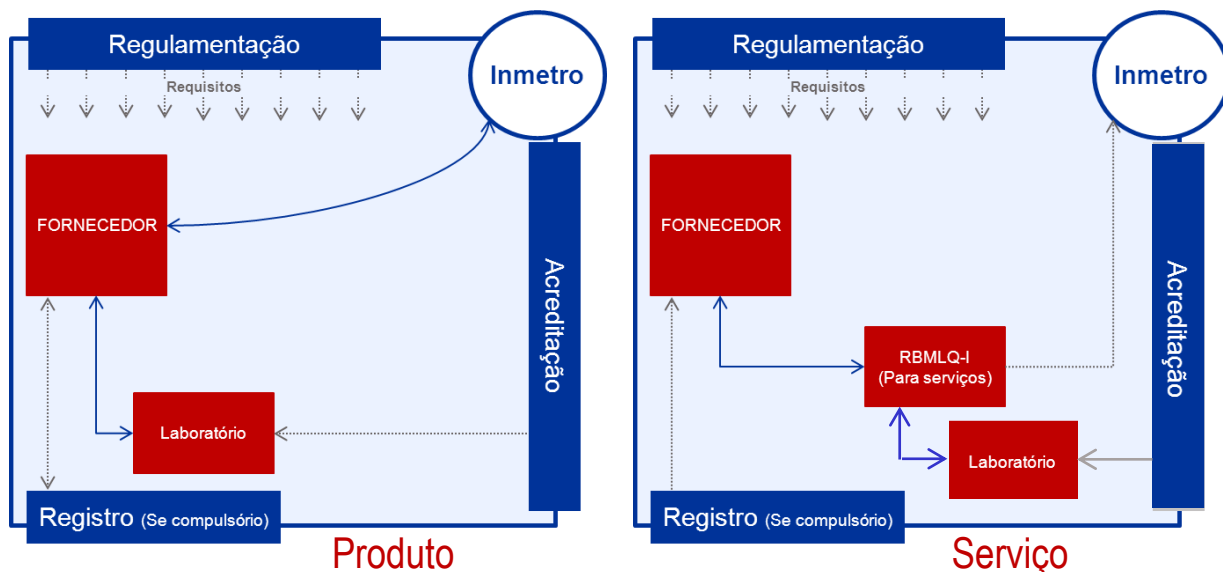 Regulamentação
Inmetro
Requisitos
FORNECEDOR
Acreditação
Laboratório
Registro (Se compulsório)
Produto
Regulamentação
Inmetro
Requisitos
FORNECEDOR
Acreditação
RBMLQ-I
(Para serviços)
Laboratório
Registro (Se compulsório)
Serviço